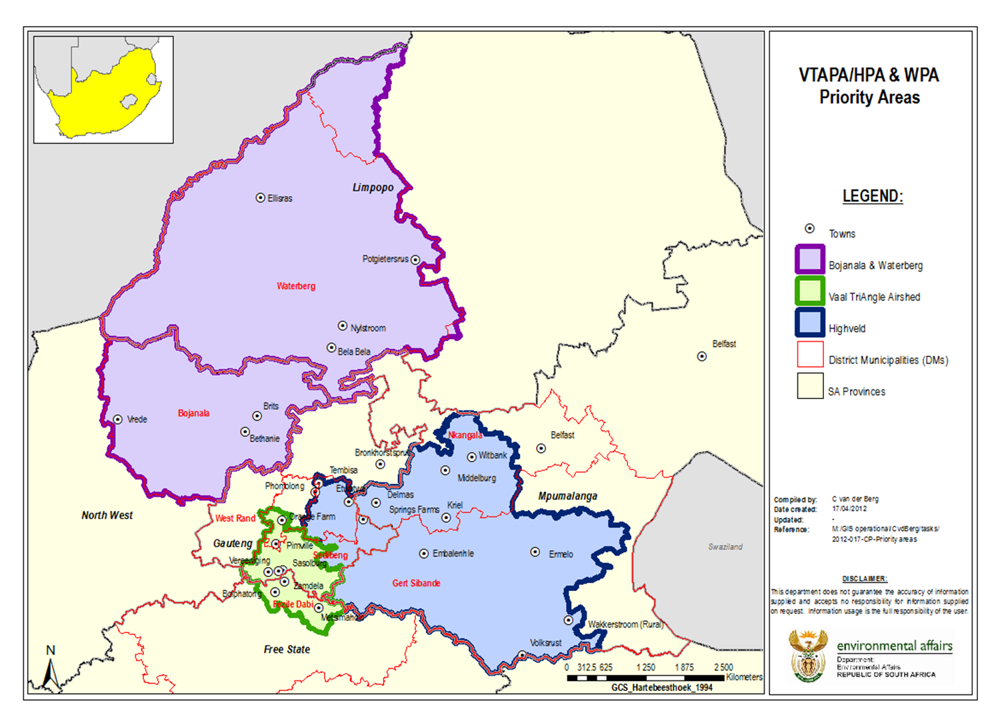 VTAPA/HPA & WPA
Priority Areas
LEGEND:
Towns
Bojanala & Waterberg
Vaal TriAngle Airshed
Highveld
District Municipalities (DMs)
SA Provinces
Limpopo
Ellisras
Potgietersrus
Waterberg
Nylstroom
Bela Bela
Belfast
Brits
Bojanala
Vrede
Bethanie
Nkangala
Belfast
Bronkhorstspruit
Witbank
Tembisa
Middelburg
Phomolong
Etwatwa
Delmas
Mpumalanga
Kriel
Springs Farms
North West
West Rand
Orange Farm
Gauteng
Pimville
Swaziland
Sedibeng
Embalenhle
Ermelo
Vereeniging
Sasolburg
Gert Sibande
Zamdela
Boiphatong
Fezile Dabi
Metsimaholo
Wakkerstroom (Rural)
Volksrust
Free State
N
0 312.5 625 1 250 1 875 2 500
Kilometers
GCS_Hartebeesthoek_1994
Compiled by: C van der Berg
Date created: 17/04/2012
Updated: -
Reference: M:/GIS operational/CvdBerg/tasks/
2012-017-CP-Priority areas
DISCLAIMER:
This department does not guarantee the accuracy of information
supplied and accepts no responsibility for information supplied
on request. Information usage is the full responsibility of the user.
environmental affairs
Department:
Environmental Affairs
REPUBLIC OF SOUTH AFRICA